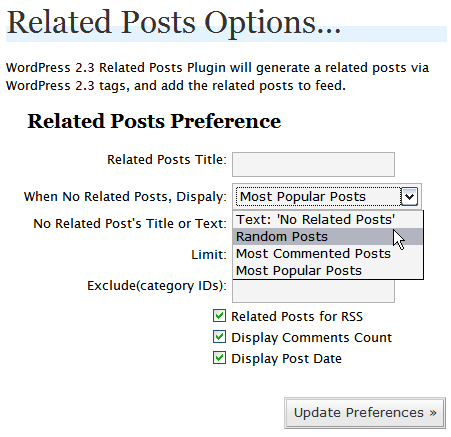 Related Posts Options...
WordPress 2.3 Related Posts Plugin will generate a related posts via
WordPress 2.3 tags, and add the related posts to feed.
Related Posts Preference
Related Posts Title:
When No Related Posts, Dispaly: Most Popular Posts
No Related Post's Title or Text: Text: 'No Related Posts'
Random Posts
Limit: Most Commented Posts
Most Popular Posts
Exclude(category IDs):
Related Posts for RSS
Display Comments Count
Display Post Date
Update Preferences »